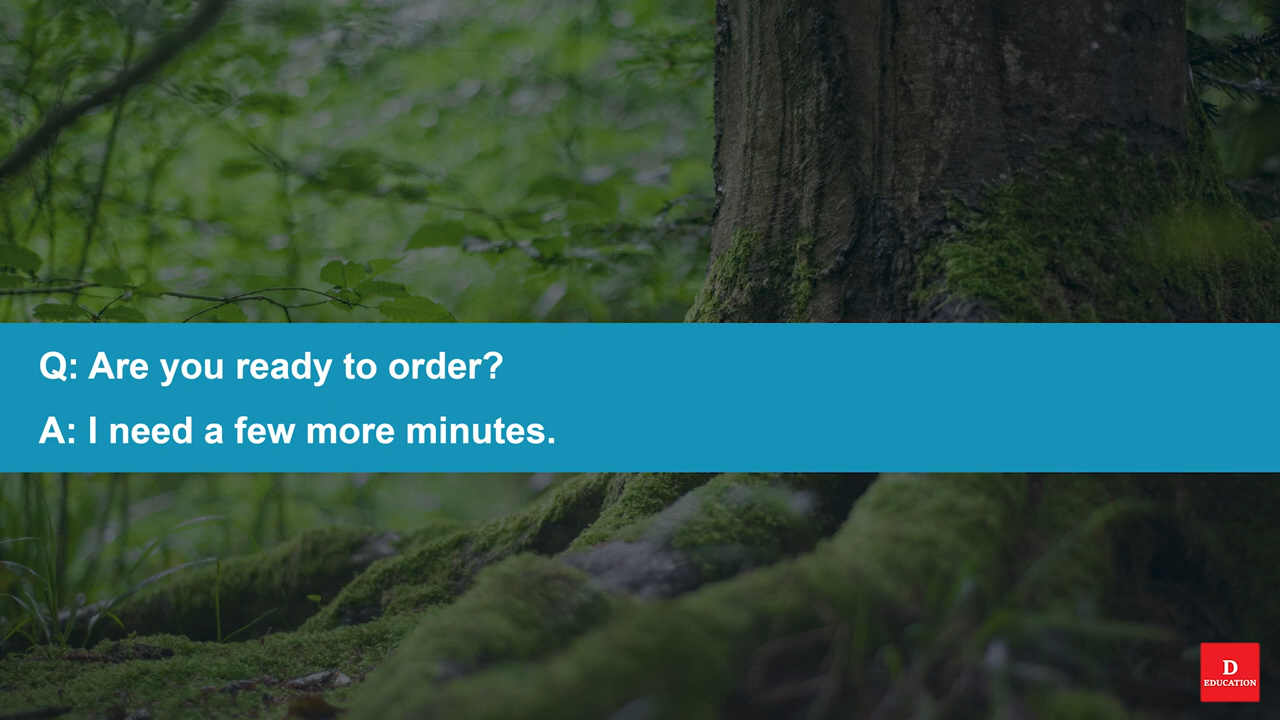 Q: Are you ready to order?
A: I need a few more minutes.
D
EDUCATION